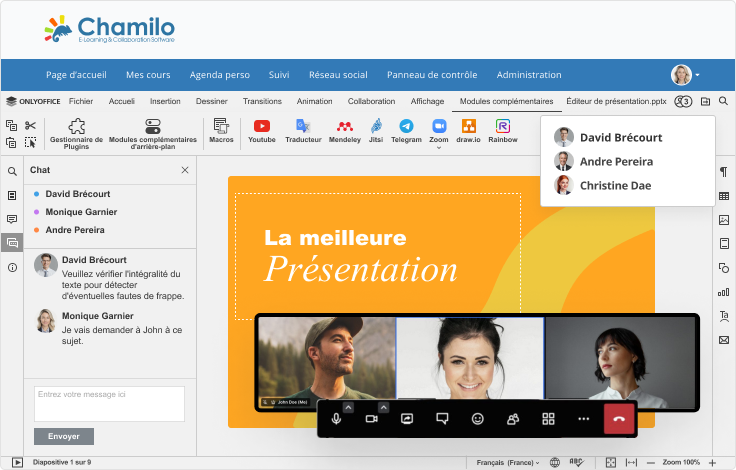 Chamilo
E-Learning & Collaboration Software
Page d'accueil Mes cours Agenda perso Suivi Réseau social Panneau de contrôle Administration
ONLYOFFICE Fichier Accueil Insertion Dessiner Transitions Animation Collaboration Affichage Modules complémentaires Éditeur de présentation.pptx 3
Gestionnaire de Plugins
Modules complémentaires d'arrière-plan
Macros
Youtube
Traducteur
Mendeley
Jitsi
Telegram
Zoom
draw.io
Rainbow
David Brécourt
Andre Pereira
Christine Dae
Chat
David Brécourt
Monique Garnier
Andre Pereira
David Brécourt
Veuillez vérifier l'intégralité du
texte pour détecter
d'éventuelles fautes de frappe.
Monique Garnier
Je vais demander à John à ce
sujet.
Entrez votre message ici
Envoyer
La meilleure
Présentation
John Doe (Me)
Diapositive 1 sur 9 Français (France) ABC Zoom 100%